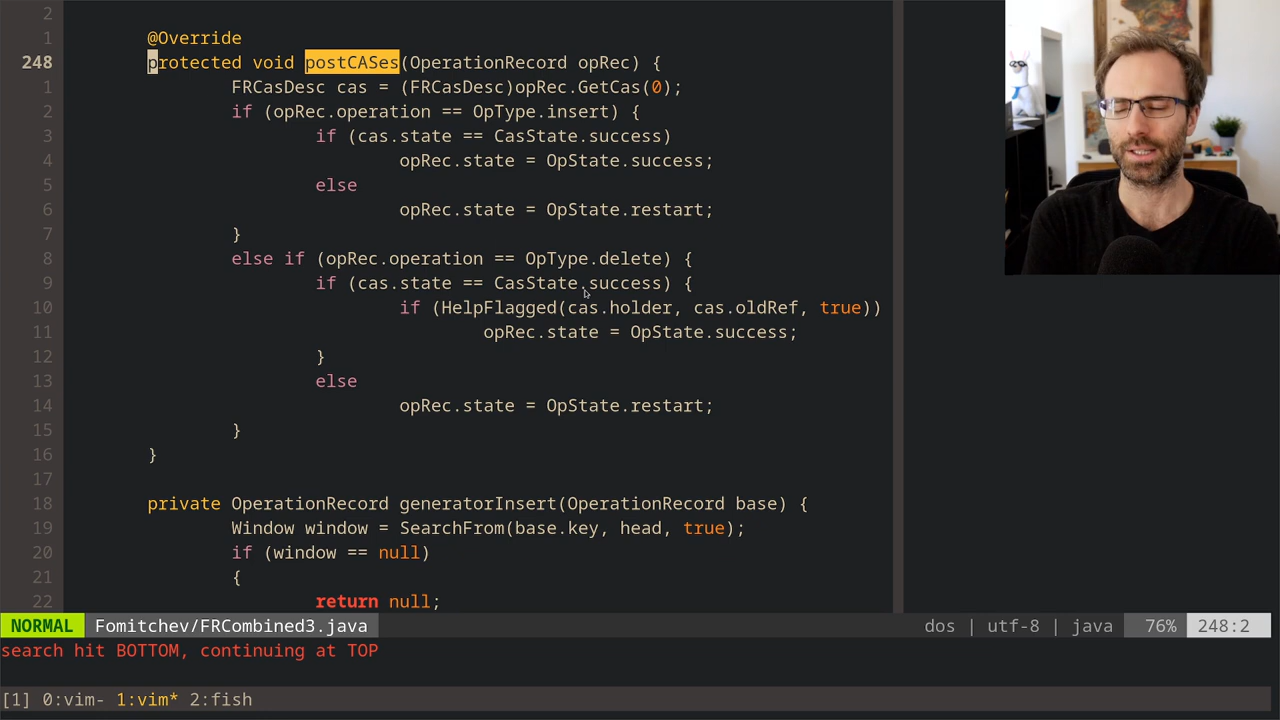 2
1 @Override
248 protected void postCASes(OperationRecord opRec) {
1 FRCasDesc cas = (FRCasDesc)opRec.GetCas(0);
2 if (opRec.operation == OpType.insert) {
3 if (cas.state == CasState.success)
4 opRec.state = OpState.success;
5 else
6 opRec.state = OpState.restart;
7 }
8 else if (opRec.operation == OpType.delete) {
9 if (cas.state == CasState.success) {
10 if (HelpFlagged(cas.holder, cas.oldRef, true))
11 opRec.state = OpState.success;
12 }
13 else
14 opRec.state = OpState.restart;
15 }
16 }
17
18 private OperationRecord generatorInsert(OperationRecord base) {
19 Window window = SearchFrom(base.key, head, true);
20 if (window == null)
21 {
22 return null;
NORMAL Fomitchev/FRCombined3.java dos | utf-8 | java 76% 248:2
search hit BOTTOM, continuing at TOP
[1] 0:vim- 1:vim* 2:fish